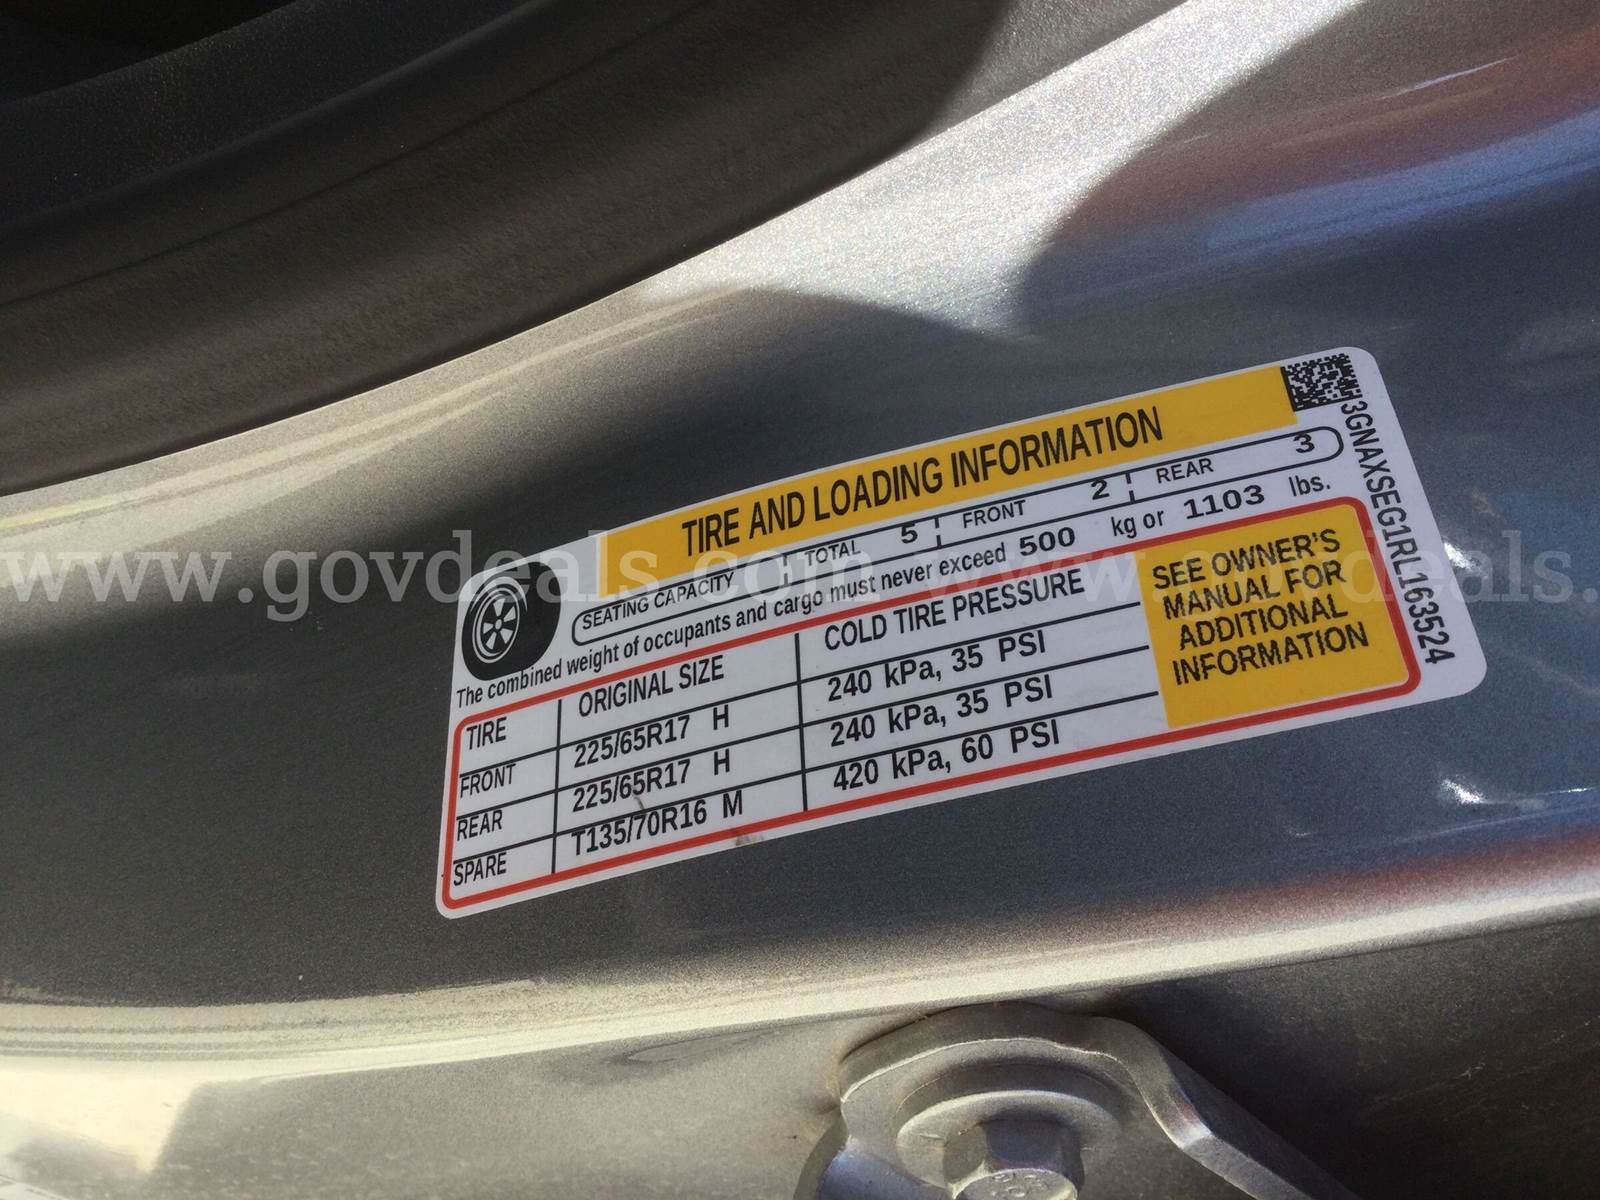 TIRE AND LOADING INFORMATION
SEATING CAPACITY TOTAL 5 FRONT 2 REAR 3
The combined weight of occupants and cargo must never exceed 500 kg or 1103 lbs.
TIRE ORIGINAL SIZE COLD TIRE PRESSURE
FRONT 225/65R17 H 240 kPa, 35 PSI
REAR 225/65R17 H 240 kPa, 35 PSI
SPARE T135/70R16 M 420 kPa, 60 PSI
SEE OWNER'S
MANUAL FOR
ADDITIONAL
INFORMATION
3GNAXSEG1RL163524
www.govdeals.com www.govdeals.